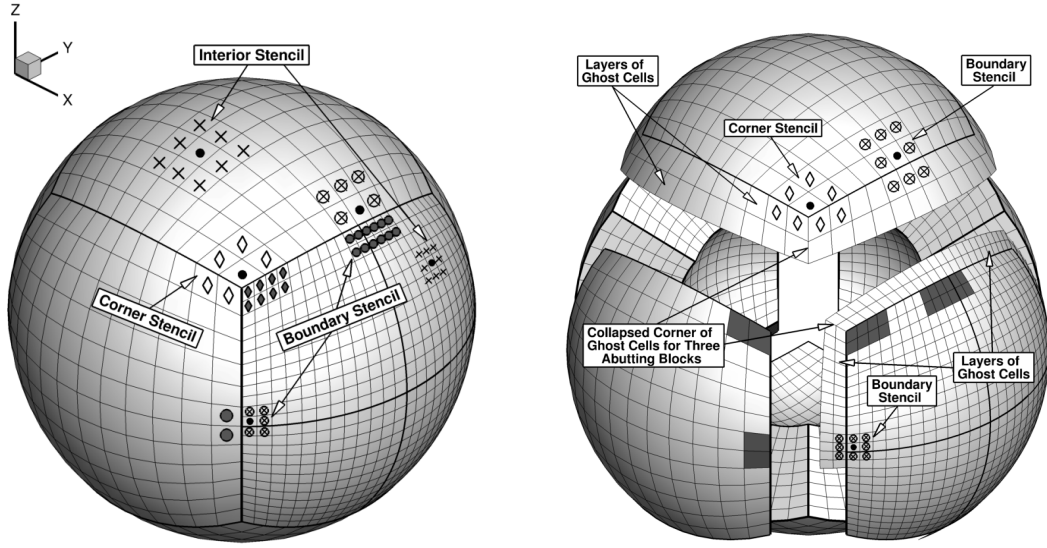 Z
Y
X
Interior Stencil
Corner Stencil
Boundary Stencil
Layers of
Ghost Cells
Boundary
Stencil
Corner Stencil
Collapsed Corner of
Ghost Cells for Three
Abutting Blocks
Layers of
Ghost Cells
Boundary
Stencil